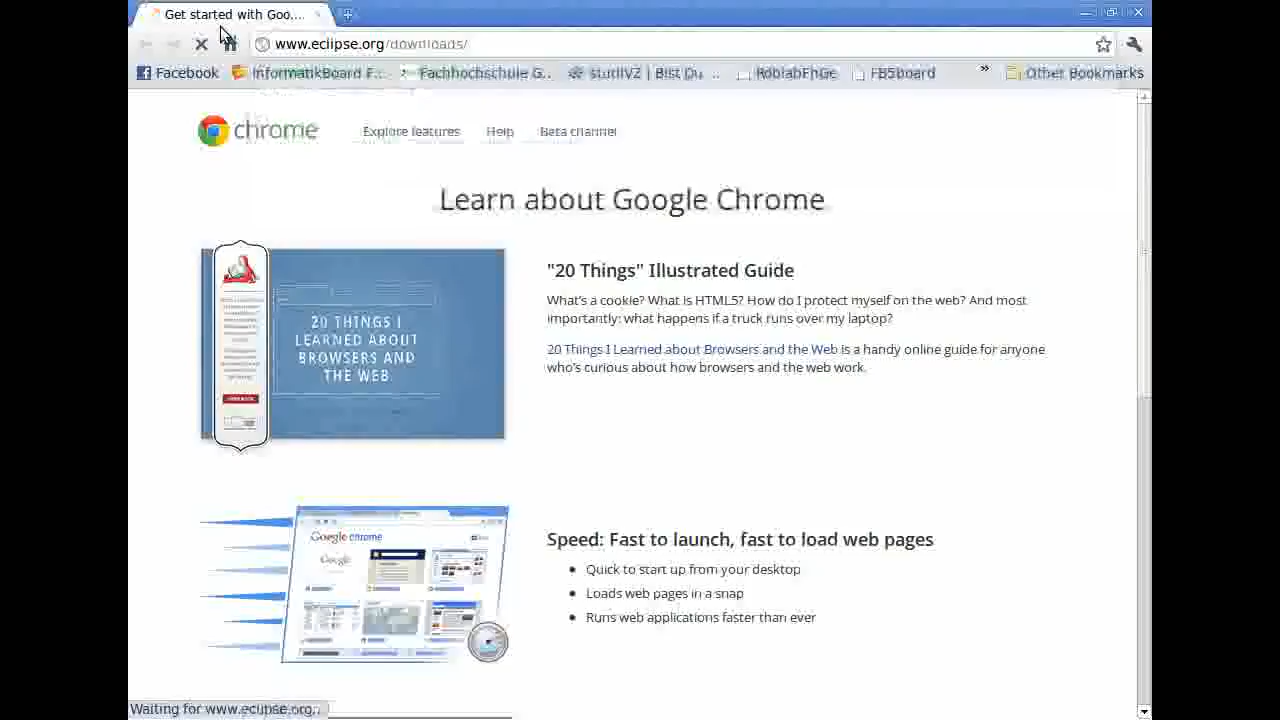 Get started with Goo...
www.eclipse.org/downloads/
Facebook InformatikBoard F... Fachhochschule G... studiVZ | Bist Du ... RoblabFhGe FB5board » Other Bookmarks
chrome Explore features Help Beta channel
Learn about Google Chrome
20 THINGS I
LEARNED ABOUT
BROWSERS AND
THE WEB
"20 Things" Illustrated Guide
What's a cookie? What is HTML5? How do I protect myself on the web? And most
importantly: what happens if a truck runs over my laptop?
20 Things I Learned about Browsers and the Web is a handy online guide for anyone
who's curious about how browsers and the web work.
Google chrome
Google
Speed: Fast to launch, fast to load web pages
• Quick to start up from your desktop
• Loads web pages in a snap
• Runs web applications faster than ever
Waiting for www.eclipse.org...